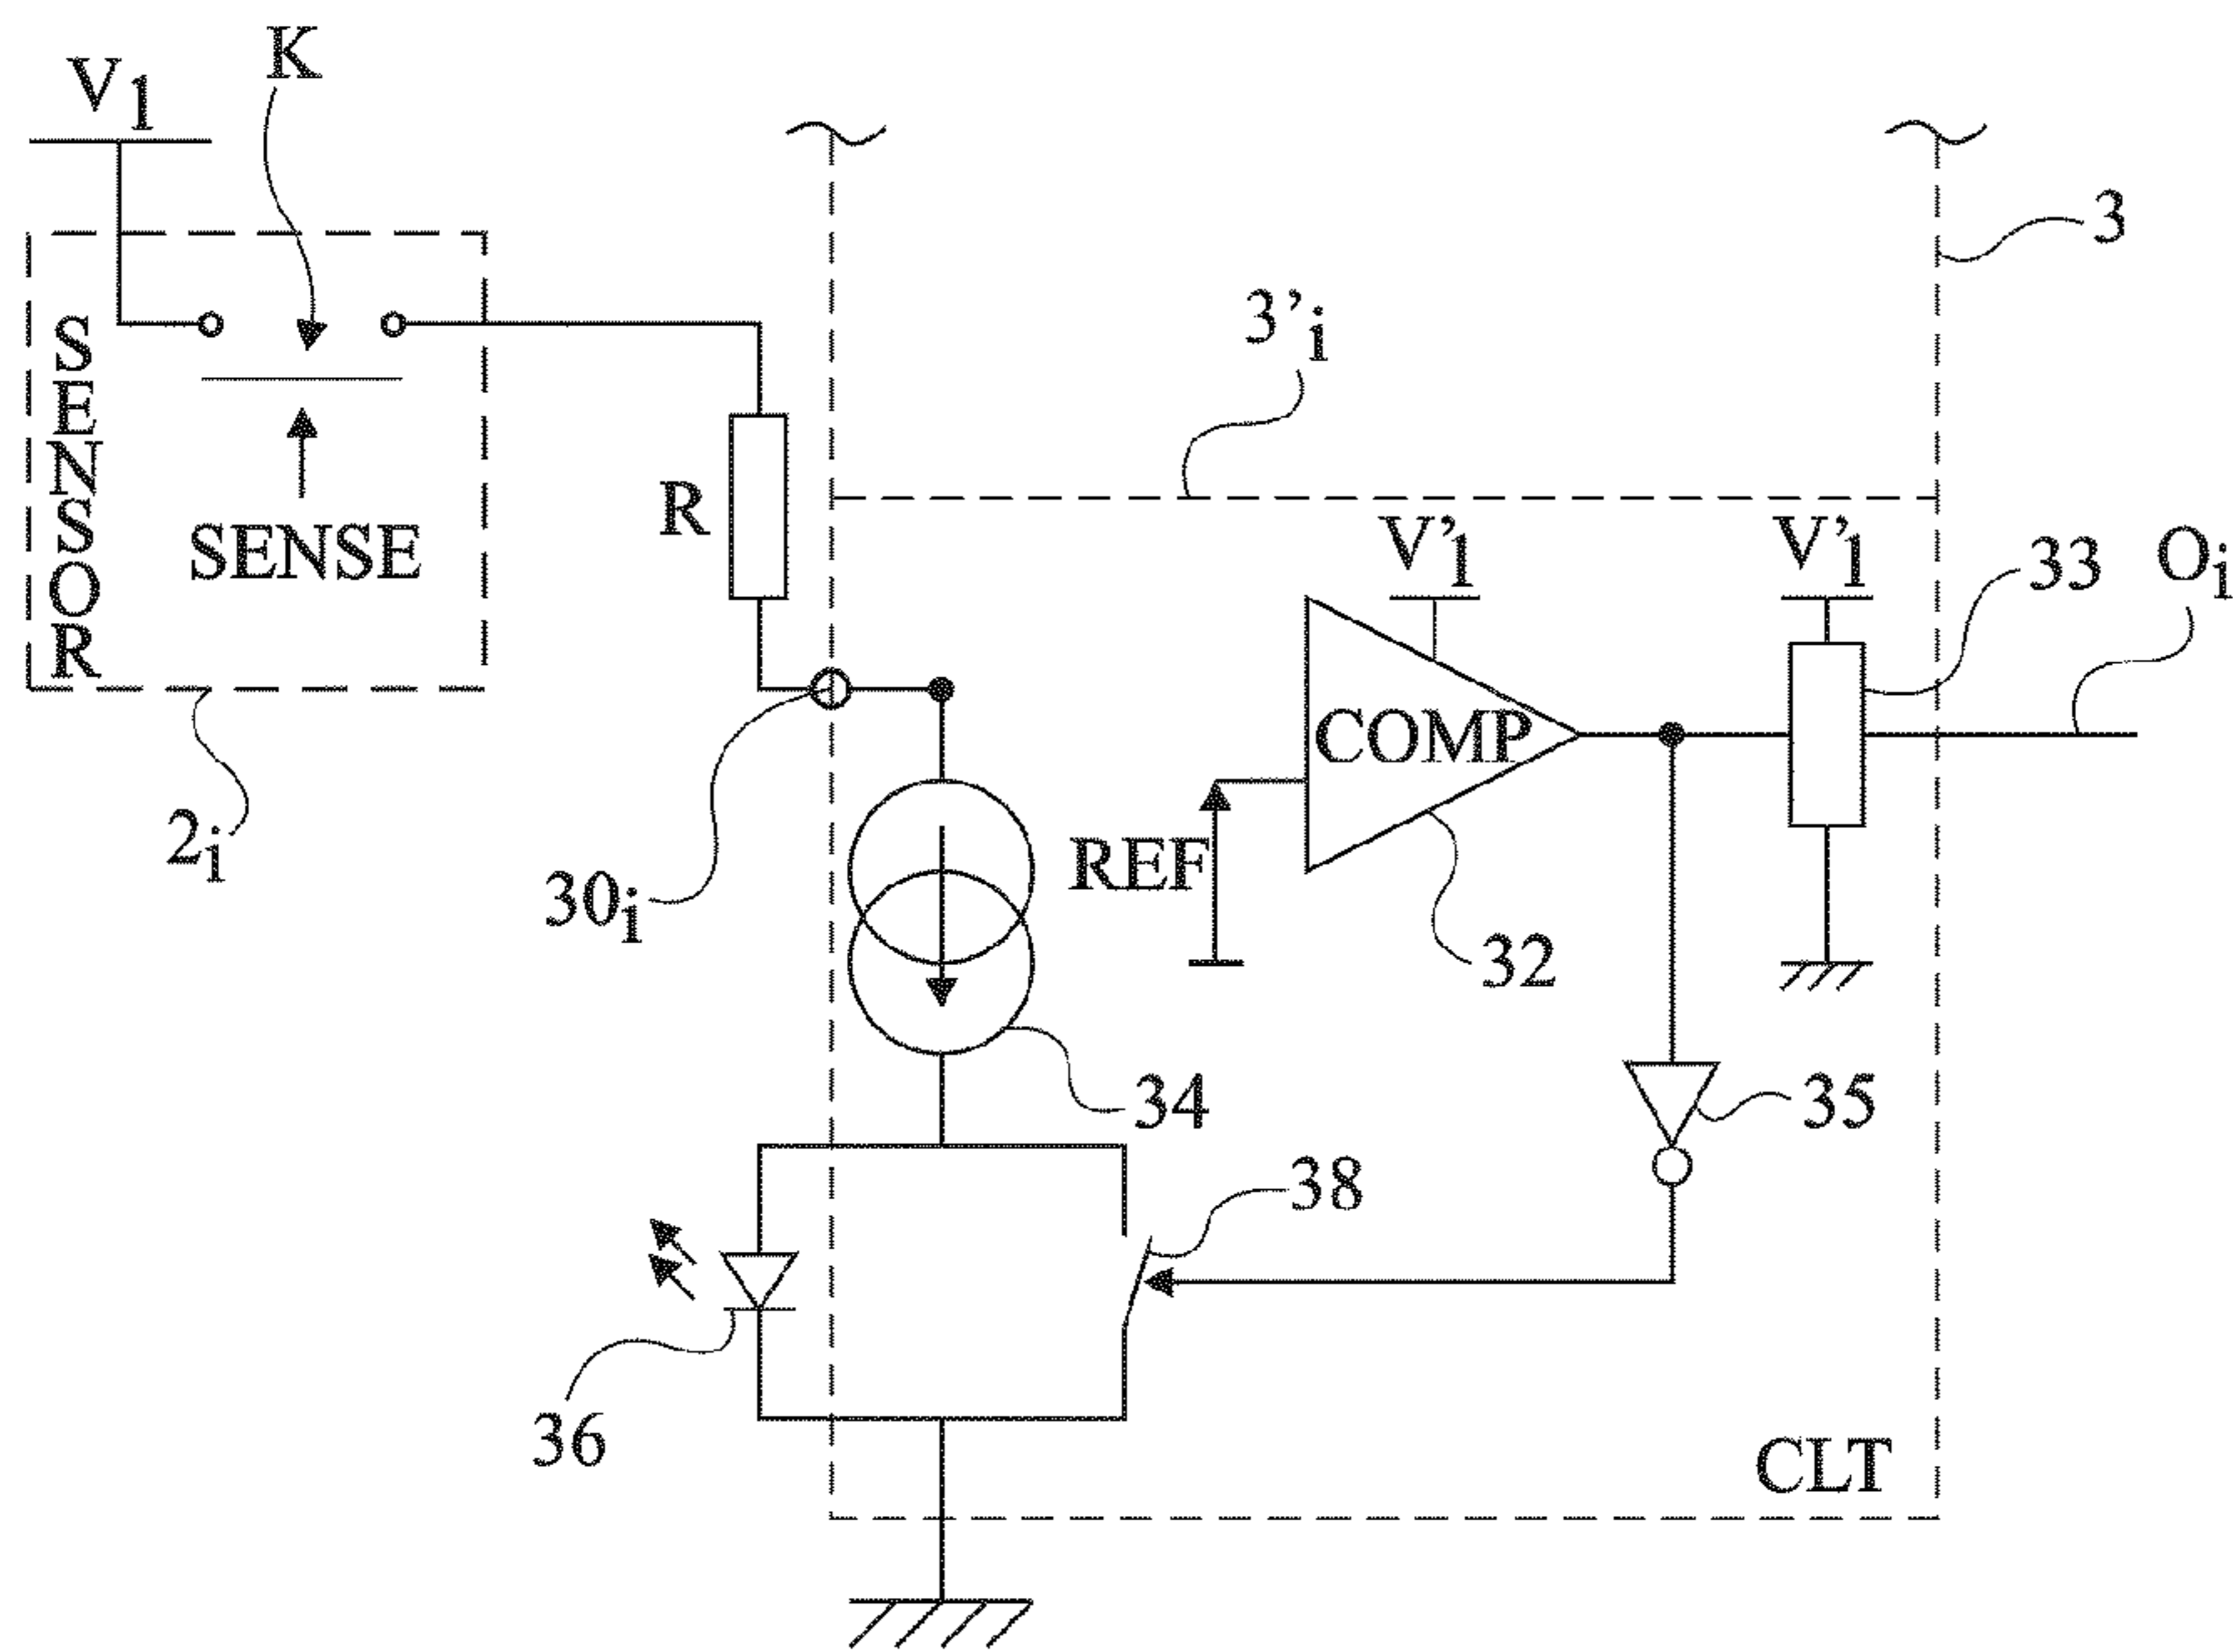 V1
K
3
3'i
SENSOR
R
SENSE
V'1
V'1
33
Oi
COMP
2i
30i
REF
32
34
35
38
36
CLT